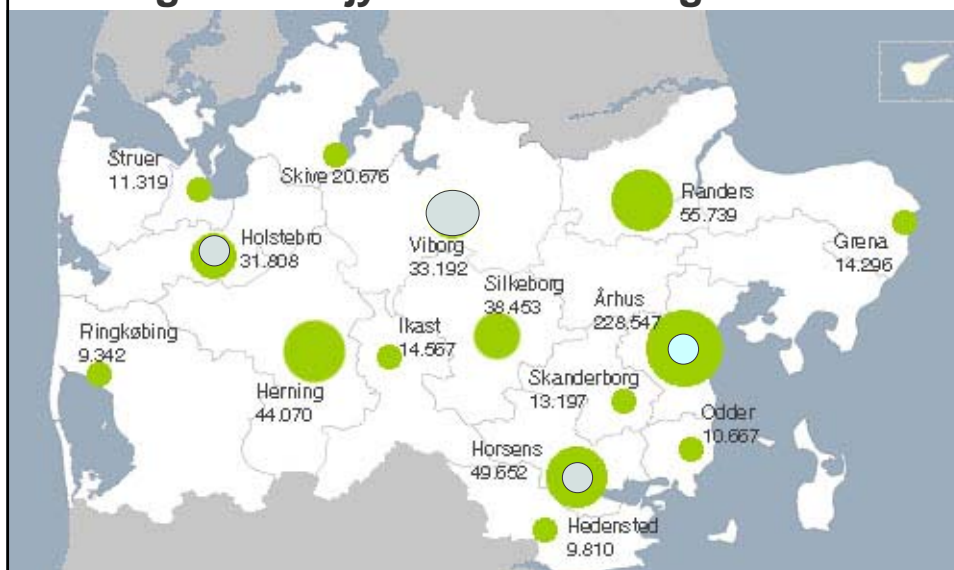 Struer
11.319
Skive 20.676
Randers
55.739
Grena
14.296
Holstebro
31.808
Viborg
33.192
Silkeborg
38.453
Århus
228.547
Ringkøbing
9.342
Ikast
14.567
Herning
44.070
Skanderborg
13.197
Odder
10.667
Horsens
49.652
Hedensted
9.810